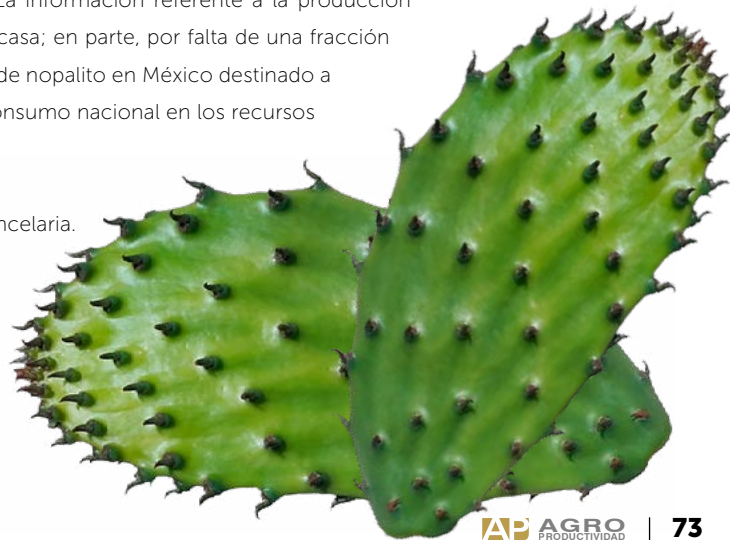 La información referente a la producción
casa; en parte, por falta de una fracción
de nopalito en México destinado a
onsumo nacional en los recursos
ncelaria.
AP AGRO PRODUCTIVIDAD | 73